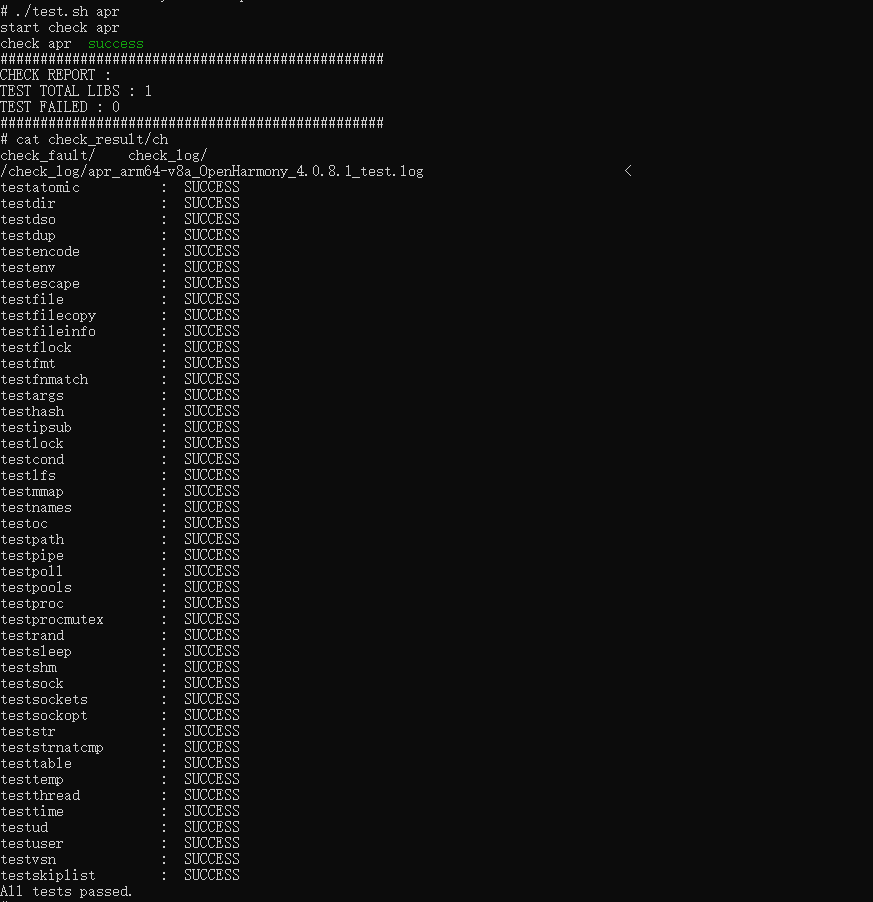 # ./test.sh apr
start check apr
check apr  success
################################################
CHECK REPORT :
TEST TOTAL LIBS : 1
TEST FAILED : 0
################################################
# cat check_result/ch
check_fault/    check_log/
/check_log/apr_arm64-v8a_OpenHarmony_4.0.8.1_test.log                         <
testatomic          :  SUCCESS
testdir             :  SUCCESS
testdso             :  SUCCESS
testdup             :  SUCCESS
testencode          :  SUCCESS
testenv             :  SUCCESS
testescape          :  SUCCESS
testfile            :  SUCCESS
testfilecopy        :  SUCCESS
testfileinfo        :  SUCCESS
testflock           :  SUCCESS
testfmt             :  SUCCESS
testfnmatch         :  SUCCESS
testargs            :  SUCCESS
testhash            :  SUCCESS
testipsub           :  SUCCESS
testlock            :  SUCCESS
testcond            :  SUCCESS
testlfs             :  SUCCESS
testmmap            :  SUCCESS
testnames           :  SUCCESS
testoc              :  SUCCESS
testpath            :  SUCCESS
testpipe            :  SUCCESS
testpoll            :  SUCCESS
testpools           :  SUCCESS
testproc            :  SUCCESS
testprocmutex       :  SUCCESS
testrand            :  SUCCESS
testsleep           :  SUCCESS
testshm             :  SUCCESS
testsock            :  SUCCESS
testsockets         :  SUCCESS
testsockopt         :  SUCCESS
teststr             :  SUCCESS
teststrnatcmp       :  SUCCESS
testtable           :  SUCCESS
testtemp            :  SUCCESS
testthread          :  SUCCESS
testtime            :  SUCCESS
testud              :  SUCCESS
testuser            :  SUCCESS
testvsn             :  SUCCESS
testskiplist        :  SUCCESS
All tests passed.